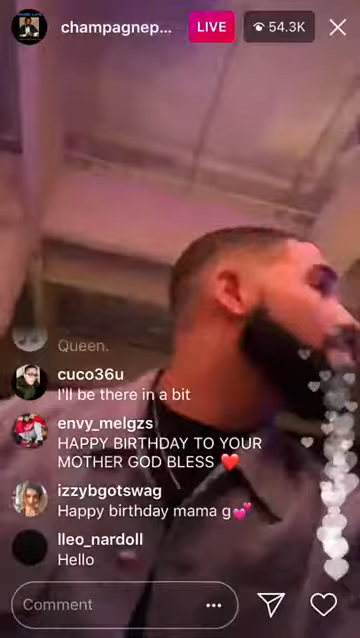 champagnep...
LIVE
54.3K
Queen.
cuco36u
I'll be there in a bit
envy_melgzs
HAPPY BIRTHDAY TO YOUR
MOTHER GOD BLESS ❤️
izzybgotswag
Happy birthday mama g💕
lleo_nardoll
Hello
Comment